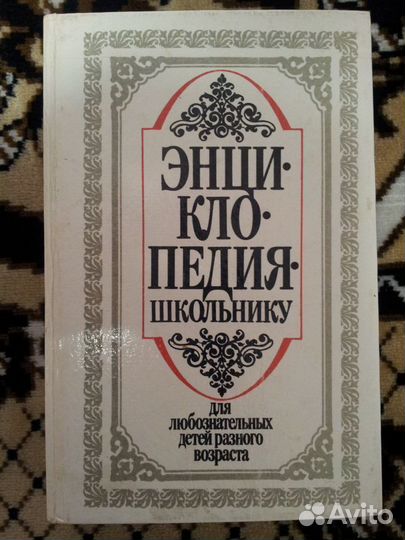 ЭНЦИ·
КЛО·
ПЕДИЯ·
ШКОЛЬНИКУ
для
любознательных
детей разного
возраста
Avito